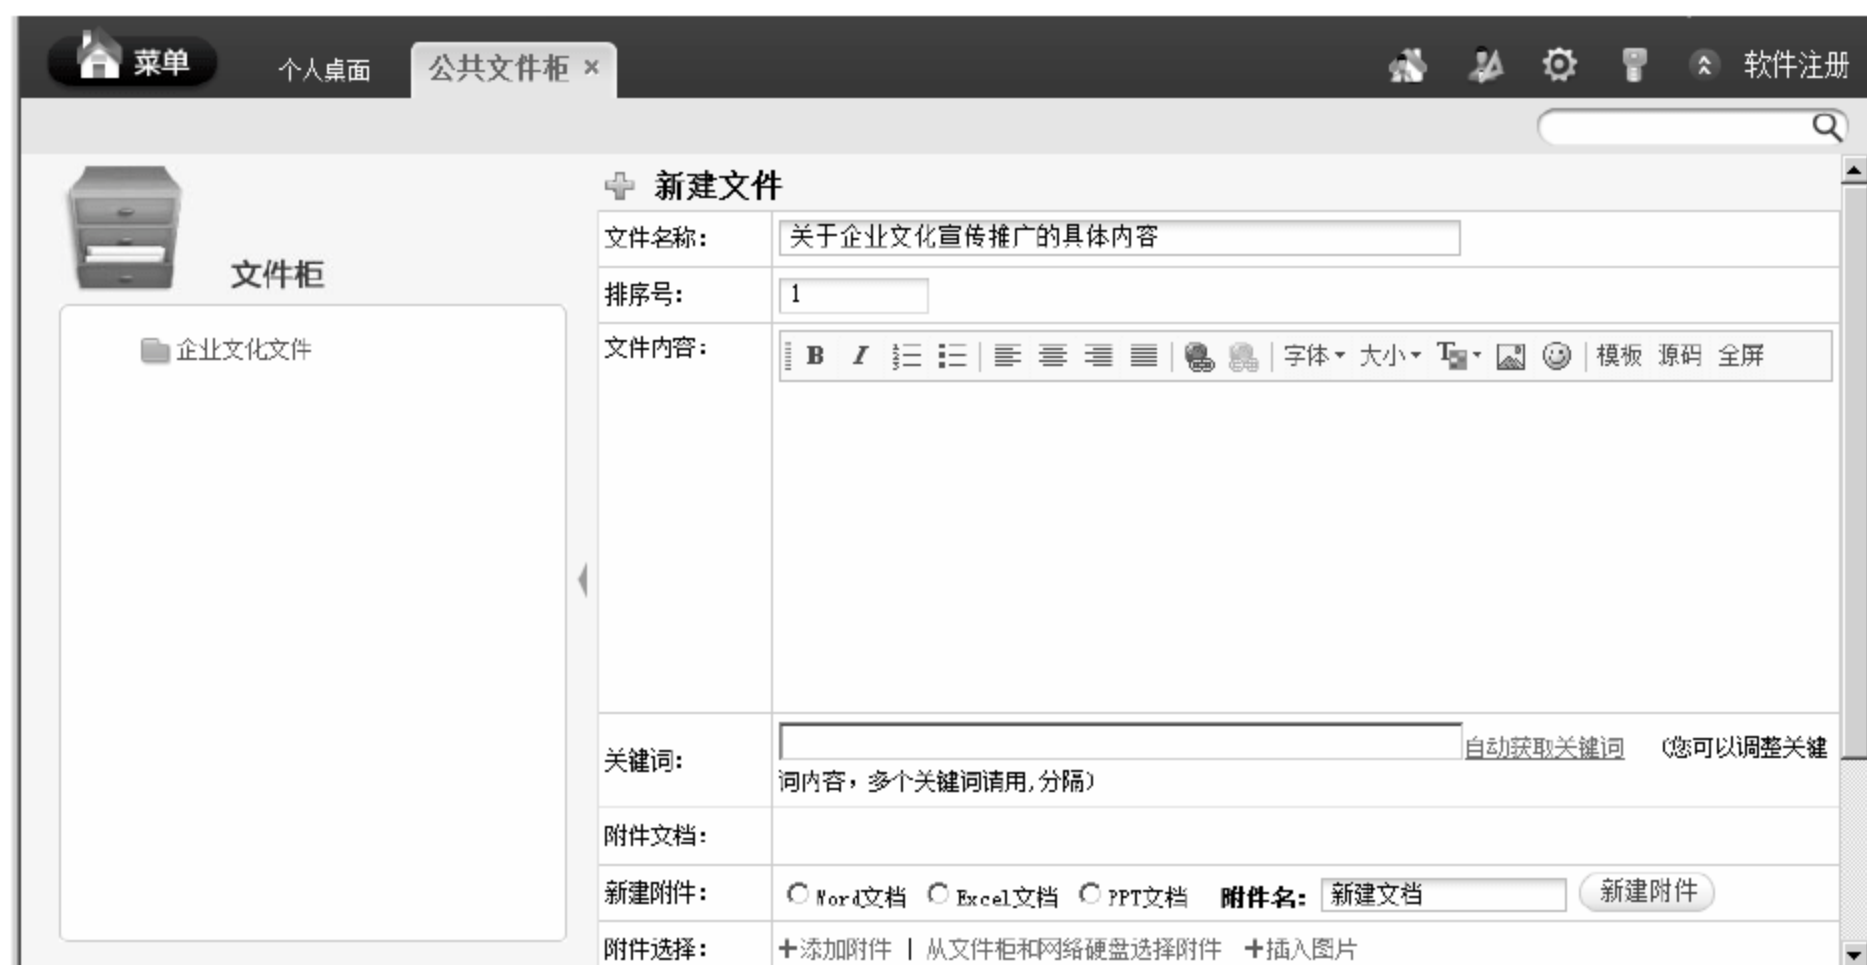 菜单 个人桌面 公共文件柜 × 软件注册
文件柜
企业文化文件
新建文件
文件名称: 关于企业文化宣传推广的具体内容
排序号: 1
文件内容: B I 字体 大小 T 模板 源码 全屏
关键词: 自动获取关键词 (您可以调整关键
词内容，多个关键词请用,分隔)
附件文档:
新建附件: Word文档 Excel文档 PPT文档 附件名: 新建文档 新建附件
附件选择: +添加附件 | 从文件柜和网络硬盘选择附件 +插入图片